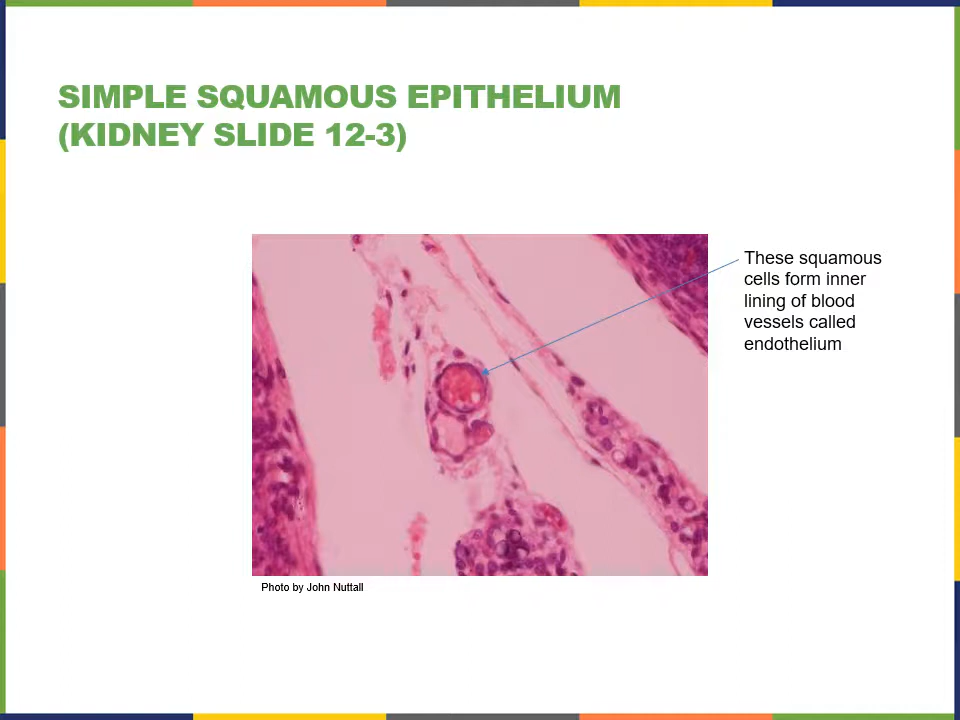 SIMPLE SQUAMOUS EPITHELIUM
(KIDNEY SLIDE 12-3)
These squamous
cells form inner
lining of blood
vessels called
endothelium
Photo by John Nuttall